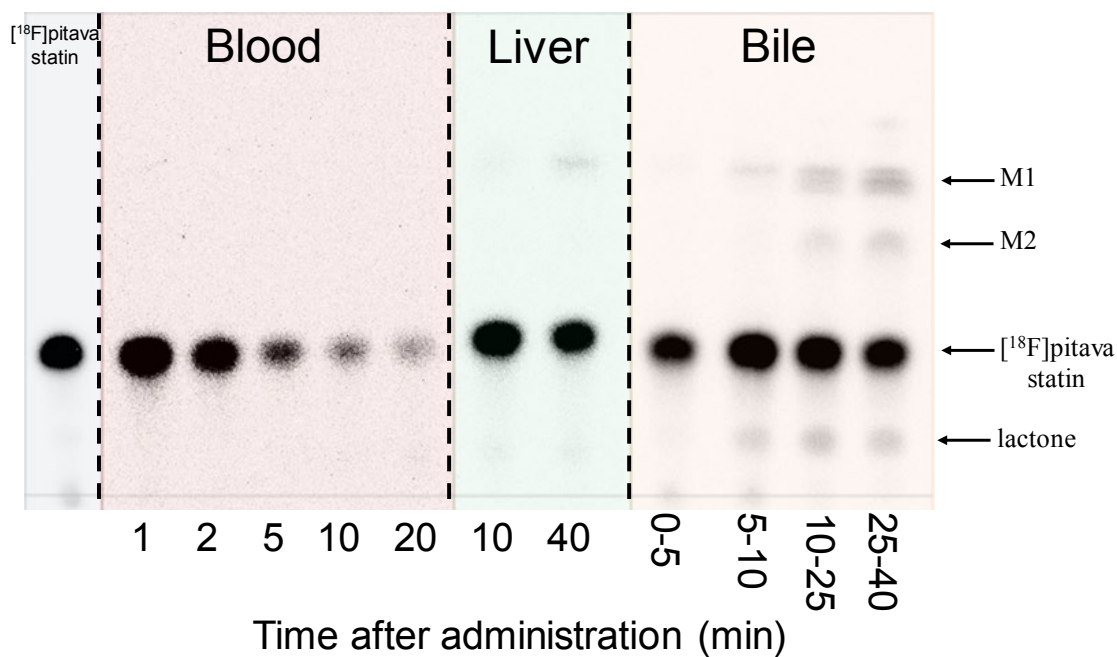 [¹⁸F]pitava
statin
Blood
Liver
Bile
M1
M2
[¹⁸F]pitava
statin
lactone
1 2 5 10 20 10 40 0-5 5-10 10-25 25-40
Time after administration (min)